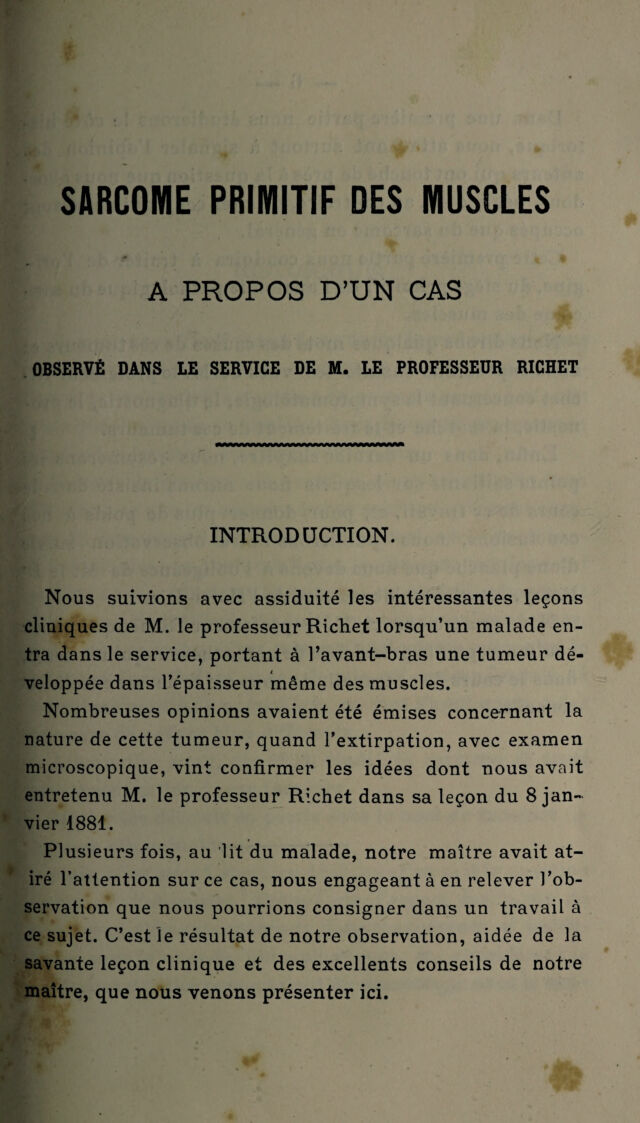 SARCOME PRIMITIF DES MUSCLES
A PROPOS D'UN CAS
OBSERVÉ DANS LE SERVICE DE M. LE PROFESSEUR RICHET
INTRODUCTION.
Nous suivions avec assiduité les intéressantes leçons
cliniques de M. le professeur Richet lorsqu'un malade en-
tra dans le service, portant à l'avant-bras une tumeur dé-
veloppée dans l'épaisseur même des muscles.
Nombreuses opinions avaient été émises concernant la
nature de cette tumeur, quand l'extirpation, avec examen
microscopique, vint confirmer les idées dont nous avait
entretenu M. le professeur Richet dans sa leçon du 8 jan-
vier 1881.
Plusieurs fois, au lit du malade, notre maître avait at-
iré l'attention sur ce cas, nous engageant à en relever l'ob-
servation que nous pourrions consigner dans un travail à
ce sujet. C'est le résultat de notre observation, aidée de la
savante leçon clinique et des excellents conseils de notre
maître, que nous venons présenter ici.